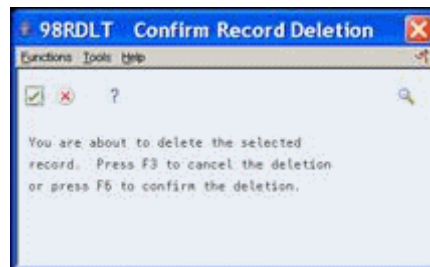 98RDLT Confirm Record Deletion
Functions Tools Help
?
You are about to delete the selected
record. Press F3 to cancel the deletion
or press F6 to confirm the deletion.